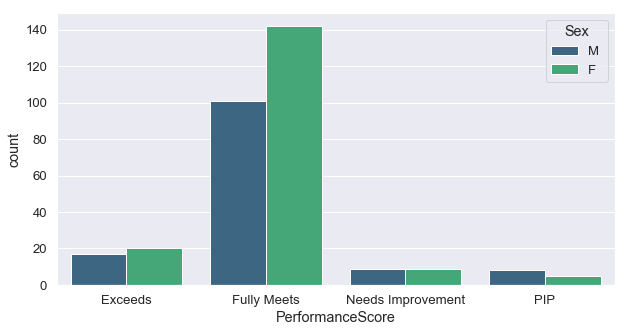 140
120
100
80
60
40
20
0
count
Sex
M
F
Exceeds
Fully Meets
Needs Improvement
PIP
PerformanceScore